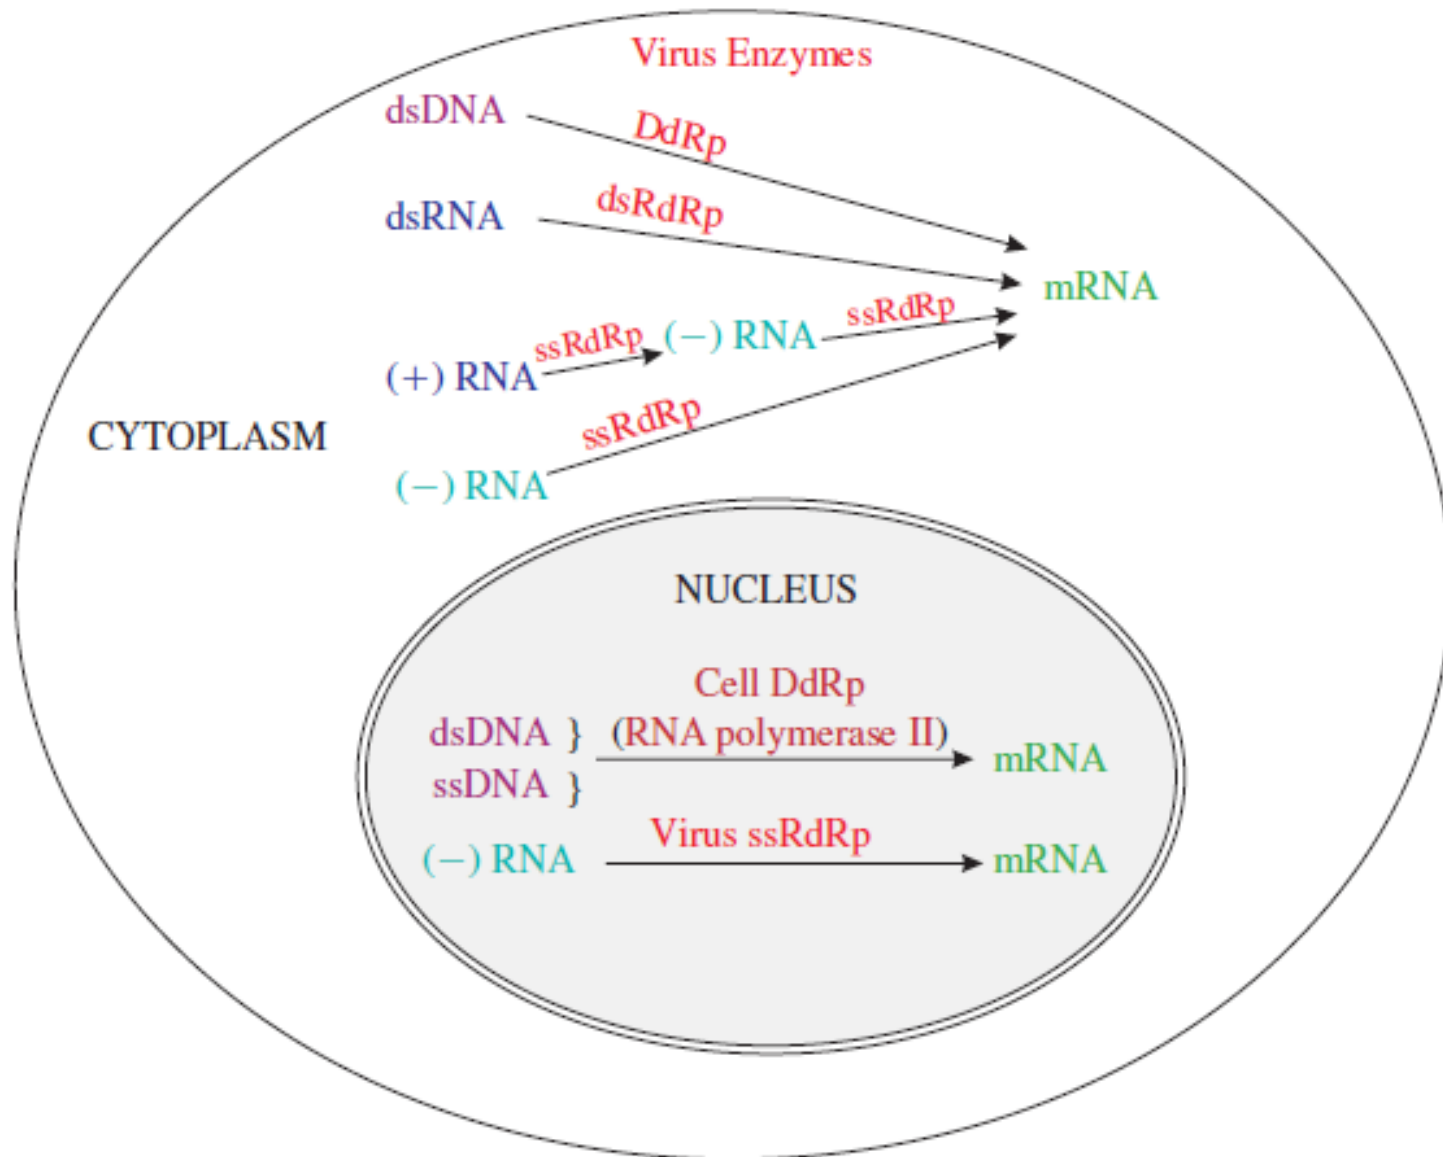 Virus Enzymes
dsDNA
DdRp
dsRNA
dsRdRp
mRNA
(+) RNA
ssRdRp
(−) RNA
ssRdRp
CYTOPLASM
(−) RNA
ssRdRp
NUCLEUS
Cell DdRp
dsDNA } (RNA polymerase II) mRNA
ssDNA }
(−) RNA Virus ssRdRp mRNA